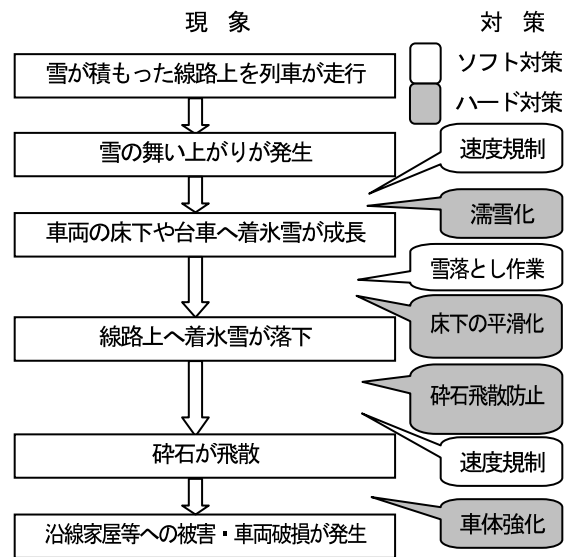 現 象
対 策
ソフト対策
ハード対策
雪が積もった線路上を列車が走行
雪の舞い上がりが発生
速度規制
濡雪化
車両の床下や台車へ着氷雪が成長
雪落とし作業
床下の平滑化
線路上へ着氷雪が落下
砕石飛散防止
砕石が飛散
速度規制
車体強化
沿線家屋等への被害・車両破損が発生